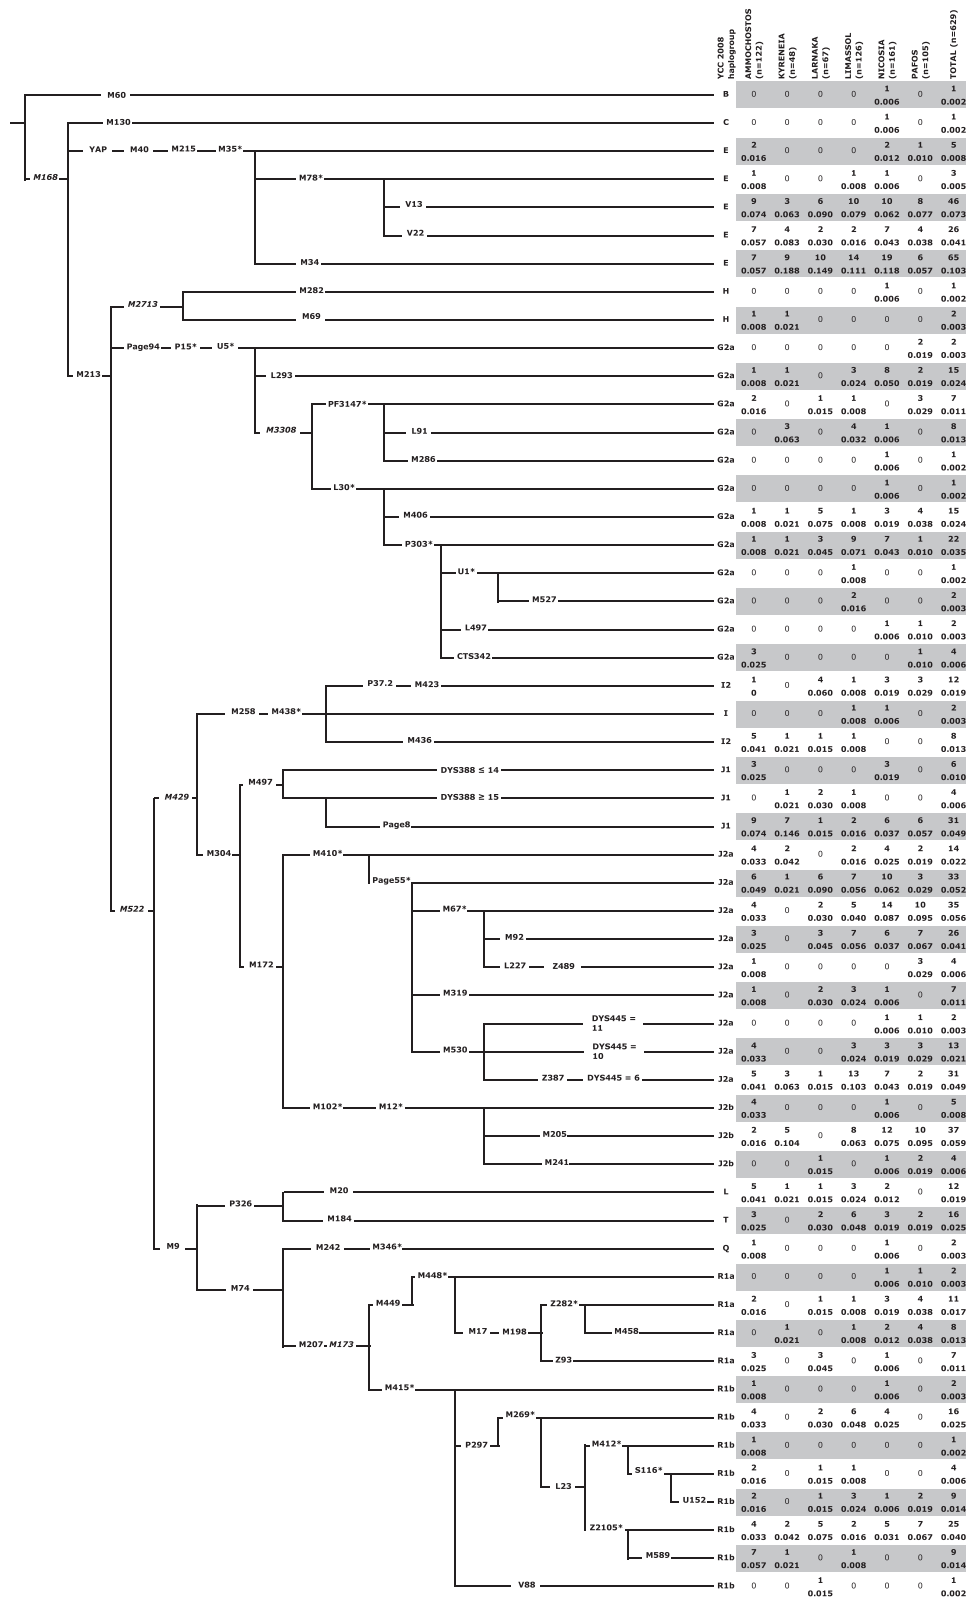 YCC 2008 haplogroup
AMMOCHOSTOS (n=122)
KYRENEIA (n=48)
LARNAKA (n=67)
LIMASSOL (n=126)
NICOSIA (n=161)
PAFOS (n=105)
TOTAL (n=629)
M60 B 0 0 0 0 1 0 1
0.006 0.002
M130 C 0 0 0 0 1 0 1
0.006 0.002
YAP M40 M215 M35* E 2 0 0 0 2 1 5
0.016 0.012 0.010 0.008
M168
M78* E 1 0 0 1 1 0 3
0.008 0.008 0.006 0.005
V13 E 9 3 6 10 10 8 46
0.074 0.063 0.090 0.079 0.062 0.077 0.073
V22 E 7 4 2 2 7 4 26
0.057 0.083 0.030 0.016 0.043 0.038 0.041
M34 E 7 9 10 14 19 6 65
0.057 0.188 0.149 0.111 0.118 0.057 0.103
M282 H 0 0 0 0 1 0 1
0.006 0.002
M2713
M69 H 1 1 0 0 0 0 2
0.008 0.021 0.003
Page94 P15* U5* G2a 0 0 0 0 0 2 2
0.019 0.003
M213
L293 G2a 1 1 0 3 8 2 15
0.008 0.021 0.024 0.050 0.019 0.024
PF3147* G2a 2 0 1 1 0 3 7
0.016 0.015 0.008 0.029 0.011
M3308
L91 G2a 0 3 0 4 1 0 8
0.063 0.032 0.006 0.013
M286 G2a 0 0 0 0 1 0 1
0.006 0.002
L30* G2a 0 0 0 0 1 0 1
0.006 0.002
M406 G2a 1 1 5 1 3 4 15
0.008 0.021 0.075 0.008 0.019 0.038 0.024
P303* G2a 1 1 3 9 7 1 22
0.008 0.021 0.045 0.071 0.043 0.010 0.035
U1* G2a 0 0 0 1 0 0 1
0.008 0.002
M527 G2a 0 0 0 2 0 0 2
0.016 0.003
L497 G2a 0 0 0 0 1 1 2
0.006 0.010 0.003
CTS342 G2a 3 0 0 0 0 1 4
0.025 0.010 0.006
P37.2 M423 I2 1 0 4 1 3 3 12
0 0.060 0.008 0.019 0.029 0.019
M258 M438* I 0 0 0 1 1 0 2
0.008 0.006 0.003
M436 I2 5 1 1 1 0 0 8
0.041 0.021 0.015 0.008 0.013
DYS388 ≤ 14 J1 3 0 0 0 3 0 6
0.025 0.019 0.010
M497
M429
DYS388 ≥ 15 J1 0 1 2 1 0 0 4
0.021 0.030 0.008 0.006
Page8 J1 9 7 1 2 6 6 31
0.074 0.146 0.015 0.016 0.037 0.057 0.049
M304
M410* J2a 4 2 0 2 4 2 14
0.033 0.042 0.016 0.025 0.019 0.022
Page55* J2a 6 1 6 7 10 3 33
0.049 0.021 0.090 0.056 0.062 0.029 0.052
M522
M67* J2a 4 0 2 5 14 10 35
0.033 0.030 0.040 0.087 0.095 0.056
M92 J2a 3 0 3 7 6 7 26
0.025 0.045 0.056 0.037 0.067 0.041
M172
L227 Z489 J2a 1 0 0 0 0 3 4
0.008 0.029 0.006
M319 J2a 1 0 2 3 1 0 7
0.008 0.030 0.024 0.006 0.011
DYS445 = 11 J2a 0 0 0 0 1 1 2
0.006 0.010 0.003
M530
DYS445 = 10 J2a 4 0 0 3 3 3 13
0.033 0.024 0.019 0.029 0.021
Z387 DYS445 = 6 J2a 5 3 1 13 7 2 31
0.041 0.063 0.015 0.103 0.043 0.019 0.049
M102* M12* J2b 4 0 0 0 1 0 5
0.033 0.006 0.008
M205 J2b 2 5 0 8 12 10 37
0.016 0.104 0.063 0.075 0.095 0.059
M241 J2b 0 0 1 0 1 2 4
0.015 0.006 0.019 0.006
M20 L 5 1 1 3 2 0 12
0.041 0.021 0.015 0.024 0.012 0.019
P326
M184 T 3 0 2 6 3 2 16
0.025 0.030 0.048 0.019 0.019 0.025
M9
M242 M346* Q 1 0 0 0 1 0 2
0.008 0.006 0.003
M448* R1a 0 0 0 0 1 1 2
0.006 0.010 0.003
M74
M449 Z282* R1a 2 0 1 1 3 4 11
0.016 0.015 0.008 0.019 0.038 0.017
M17 M198 M458 R1a 0 1 0 1 2 4 8
0.021 0.008 0.012 0.038 0.013
M207 M173
Z93 R1a 3 0 3 0 1 0 7
0.025 0.045 0.006 0.011
M415* R1b 1 0 0 0 1 0 2
0.008 0.006 0.003
M269* R1b 4 0 2 6 4 0 16
0.033 0.030 0.048 0.025 0.025
P297 M412* R1b 1 0 0 0 0 0 1
0.008 0.002
S116* R1b 2 0 1 1 0 0 4
0.016 0.015 0.008 0.006
L23
U152 R1b 2 0 1 3 1 2 9
0.016 0.015 0.024 0.006 0.019 0.014
Z2105* R1b 4 2 5 2 5 7 25
0.033 0.042 0.075 0.016 0.031 0.067 0.040
M589 R1b 7 1 0 1 0 0 9
0.057 0.021 0.008 0.014
V88 R1b 0 0 1 0 0 0 1
0.015 0.002